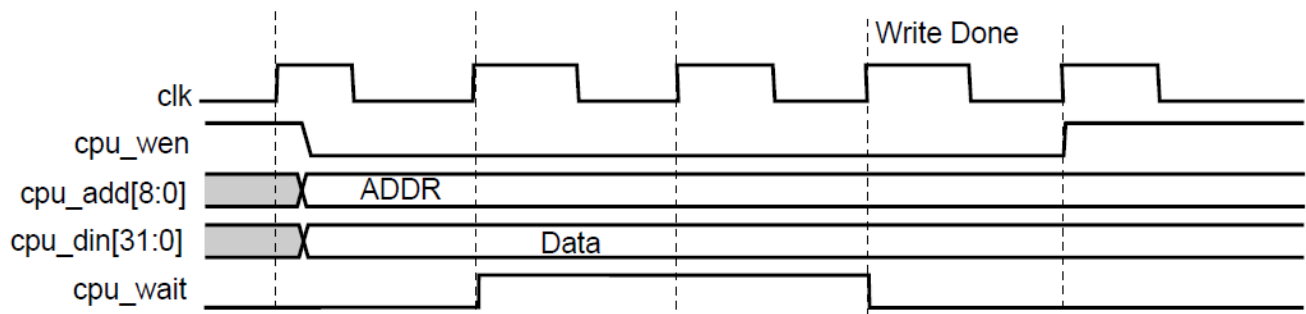 Write Done
clk
cpu_wen
cpu_add[8:0]
ADDR
cpu_din[31:0]
Data
cpu_wait